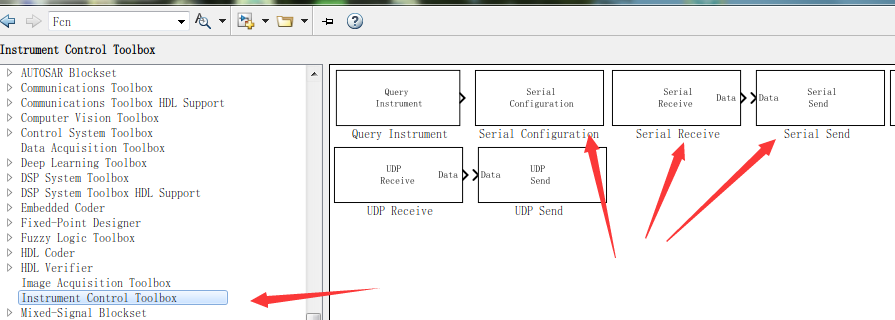 Fcn
Instrument Control Toolbox
AUTOSAR Blockset
Communications Toolbox
Communications Toolbox HDL Support
Computer Vision Toolbox
Control System Toolbox
Data Acquisition Toolbox
Deep Learning Toolbox
DSP System Toolbox
DSP System Toolbox HDL Support
Embedded Coder
Fixed-Point Designer
Fuzzy Logic Toolbox
HDL Coder
HDL Verifier
Image Acquisition Toolbox
Instrument Control Toolbox
Mixed-Signal Blockset
Query
Instrument
Query Instrument
Serial
Configuration
Serial Configuration
Serial
Receive
Data
Serial Receive
Data
Serial
Send
Serial Send
UDP
Receive
Data
UDP Receive
Data
UDP
Send
UDP Send